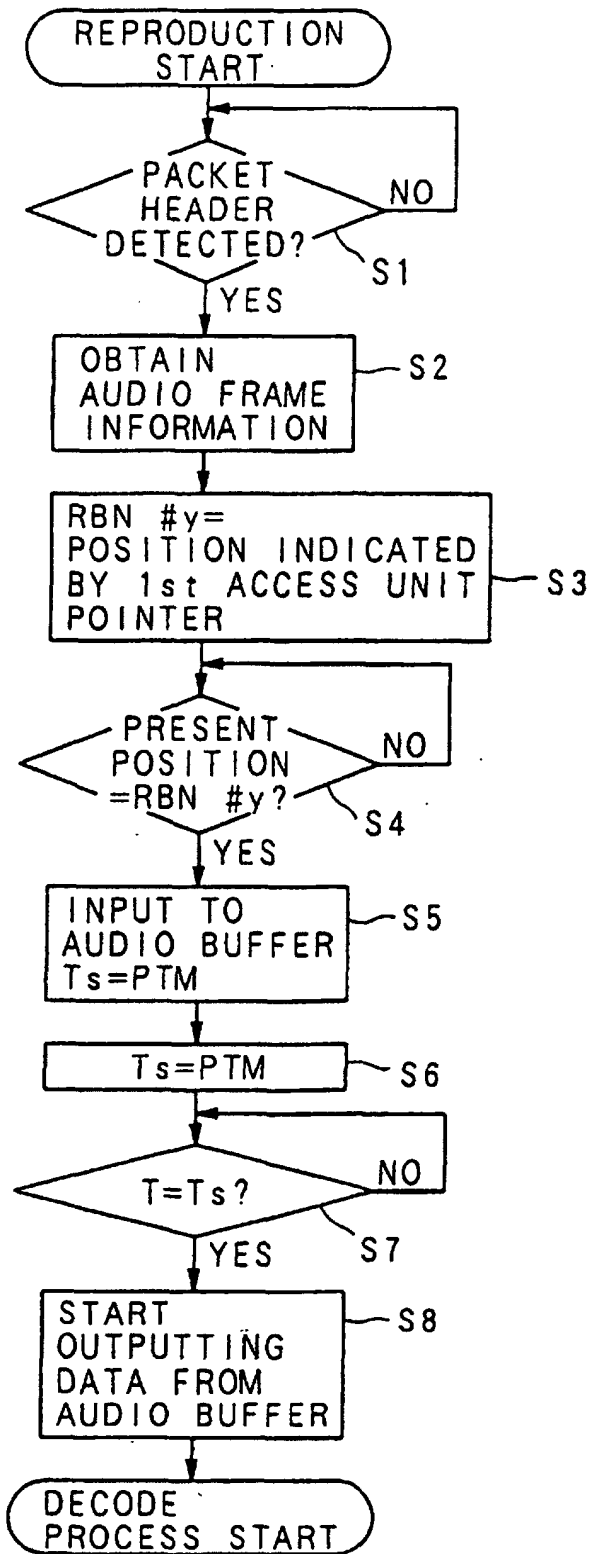 REPRODUCTION
START
PACKET
HEADER
DETECTED?
NO
S1
YES
OBTAIN
AUDIO FRAME
INFORMATION
S2
RBN #y=
POSITION INDICATED
BY 1st ACCESS UNIT
POINTER
S3
PRESENT
POSITION
=RBN #y?
NO
S4
YES
INPUT TO
AUDIO BUFFER
Ts=PTM
S5
Ts=PTM
S6
T=Ts?
NO
S7
YES
START
OUTPUTTING
DATA FROM
AUDIO BUFFER
S8
DECODE
PROCESS START